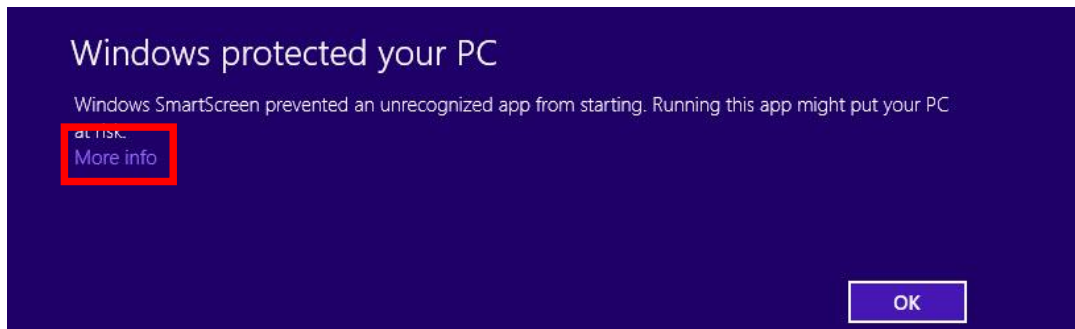 Windows protected your PC
Windows SmartScreen prevented an unrecognized app from starting. Running this app might put your PC
at risk.
More info
OK